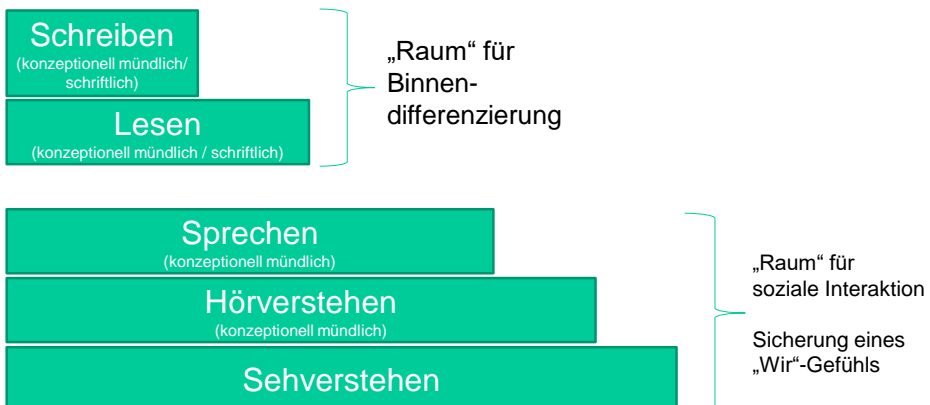 Schreiben
(konzeptionell mündlich/
schriftlich)
Lesen
(konzeptionell mündlich / schriftlich)
„Raum“ für
Binnen-
differenzierung
Sprechen
(konzeptionell mündlich)
Hörverstehen
(konzeptionell mündlich)
Sehverstehen
„Raum“ für
soziale Interaktion
Sicherung eines
„Wir“-Gefühls